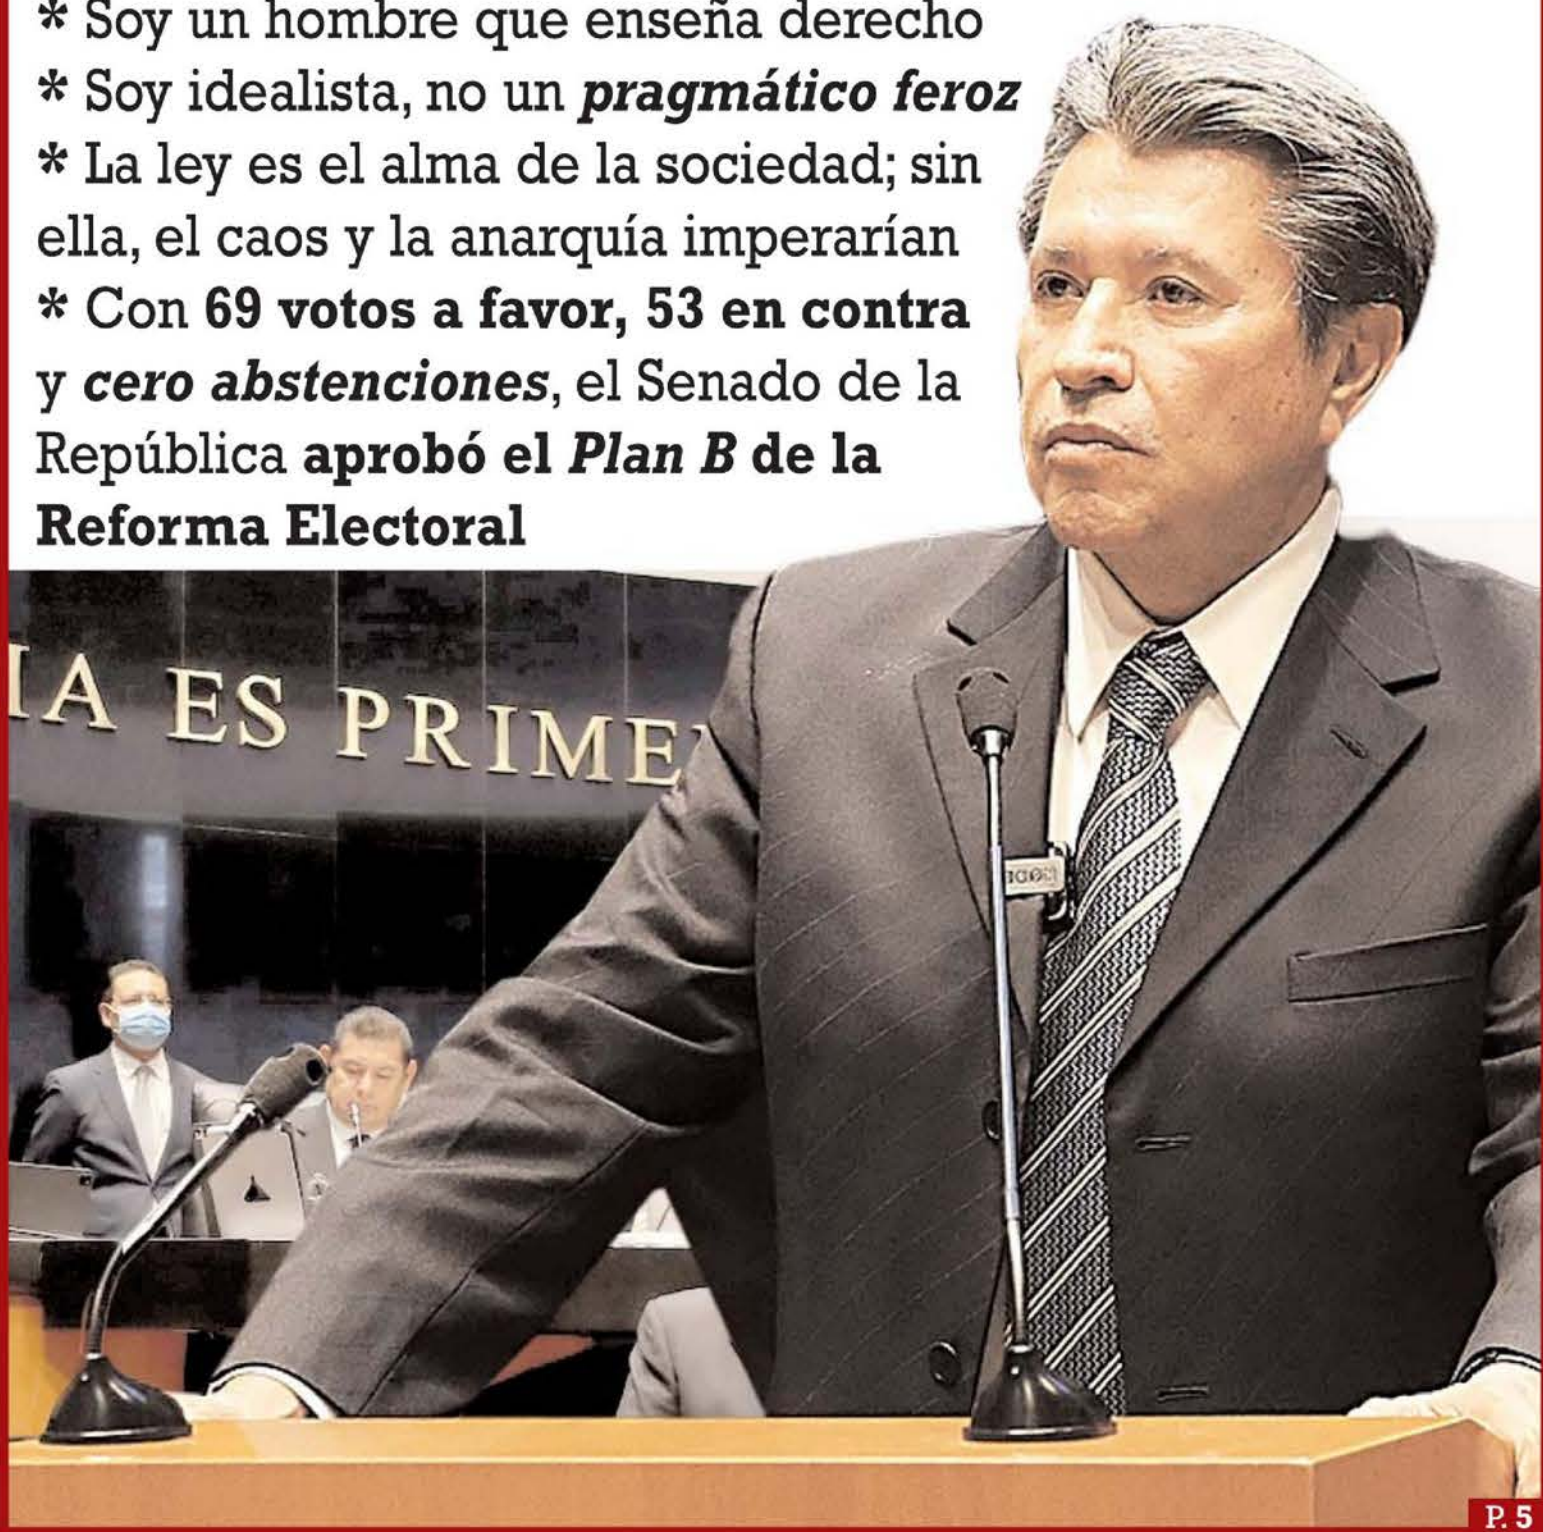 * Soy un hombre que enseña derecho
* Soy idealista, no un pragmático feroz
* La ley es el alma de la sociedad; sin
ella, el caos y la anarquía imperarían
* Con 69 votos a favor, 53 en contra
y cero abstenciones, el Senado de la
República aprobó el Plan B de la
Reforma Electoral
IA ES PRIME
P. 5